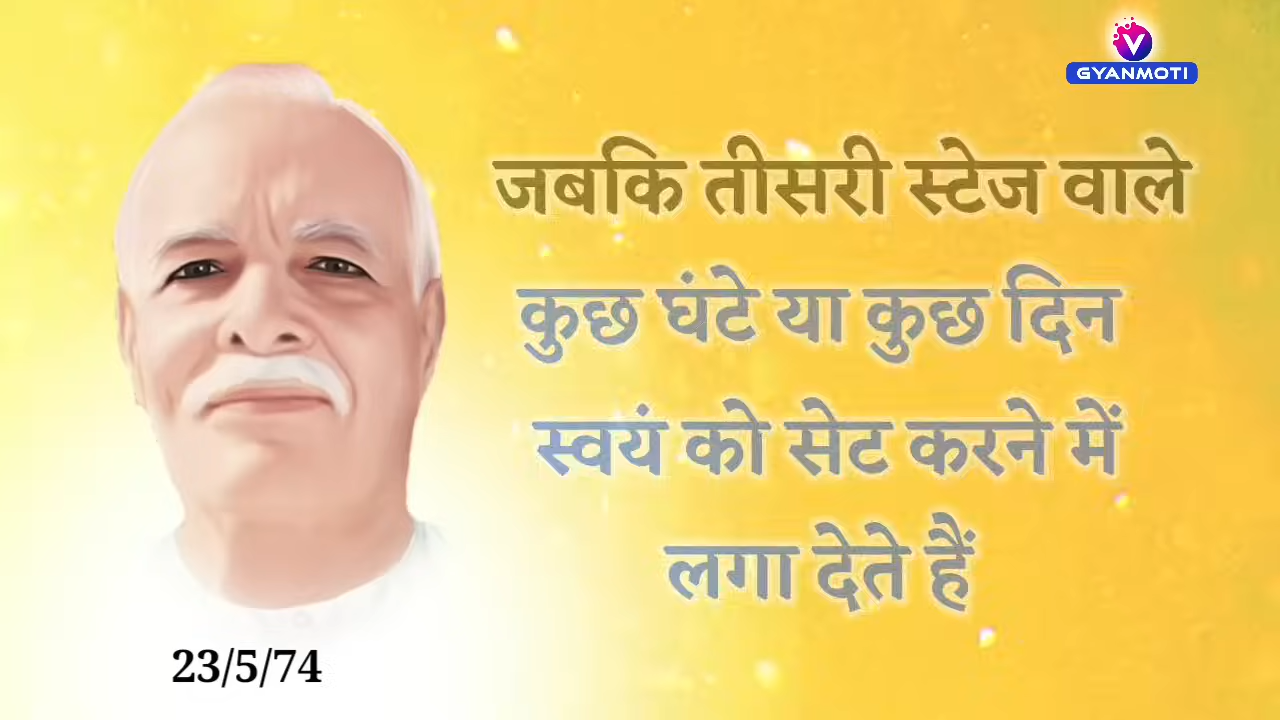 V
GYANMOTI
जबकि तीसरी स्टेज वाले
कुछ घंटे या कुछ दिन
स्वयं को सेट करने में
लगा देते हैं
23/5/74